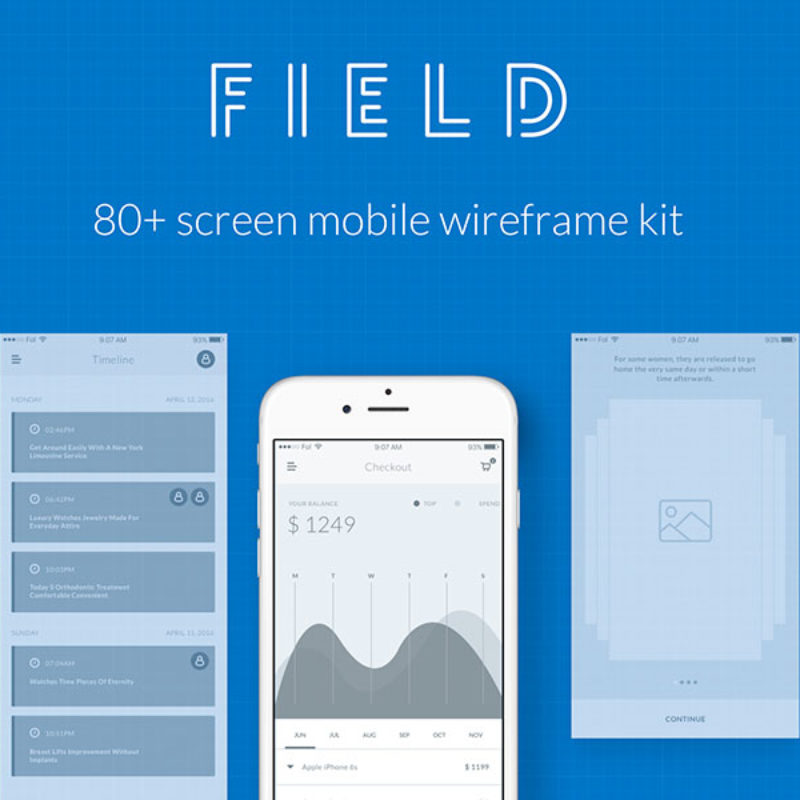 FIELD
80+ screen mobile wireframe kit
Fol 9:07 AM 93%
Timeline
MONDAY APRIL 12, 2016
02:46PM
Get Around Easily With A New York
Limousine Service
06:42PM
Luxury Watches Jewelry Made For
Everyday Attire
10:03PM
Today S Orthodontic Treatment
Comfortable Convenient
SUNDAY APRIL 11, 2016
07:04AM
Watches Time Pieces Of Eternity
10:51PM
Breast Lifts Improvement Without
Implants
Fol 9:07 AM 93%
Checkout
YOUR BALANCE TOP SPEND
$ 1249
M T W T F S
JUN JUL AUG SEP OCT NOV
Apple iPhone 6s $ 1199
Fol 9:07 AM 93%
For some women, they are released to go
home the very same day or within a short
time afterwards.
CONTINUE